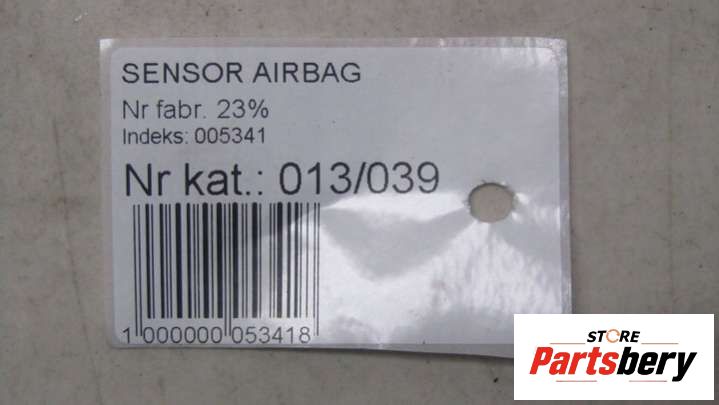 SENSOR AIRBAG
Nr fabr. 23%
Indeks: 005341
Nr kat.: 013/039
1 000000 053418
STORE
Partsbery